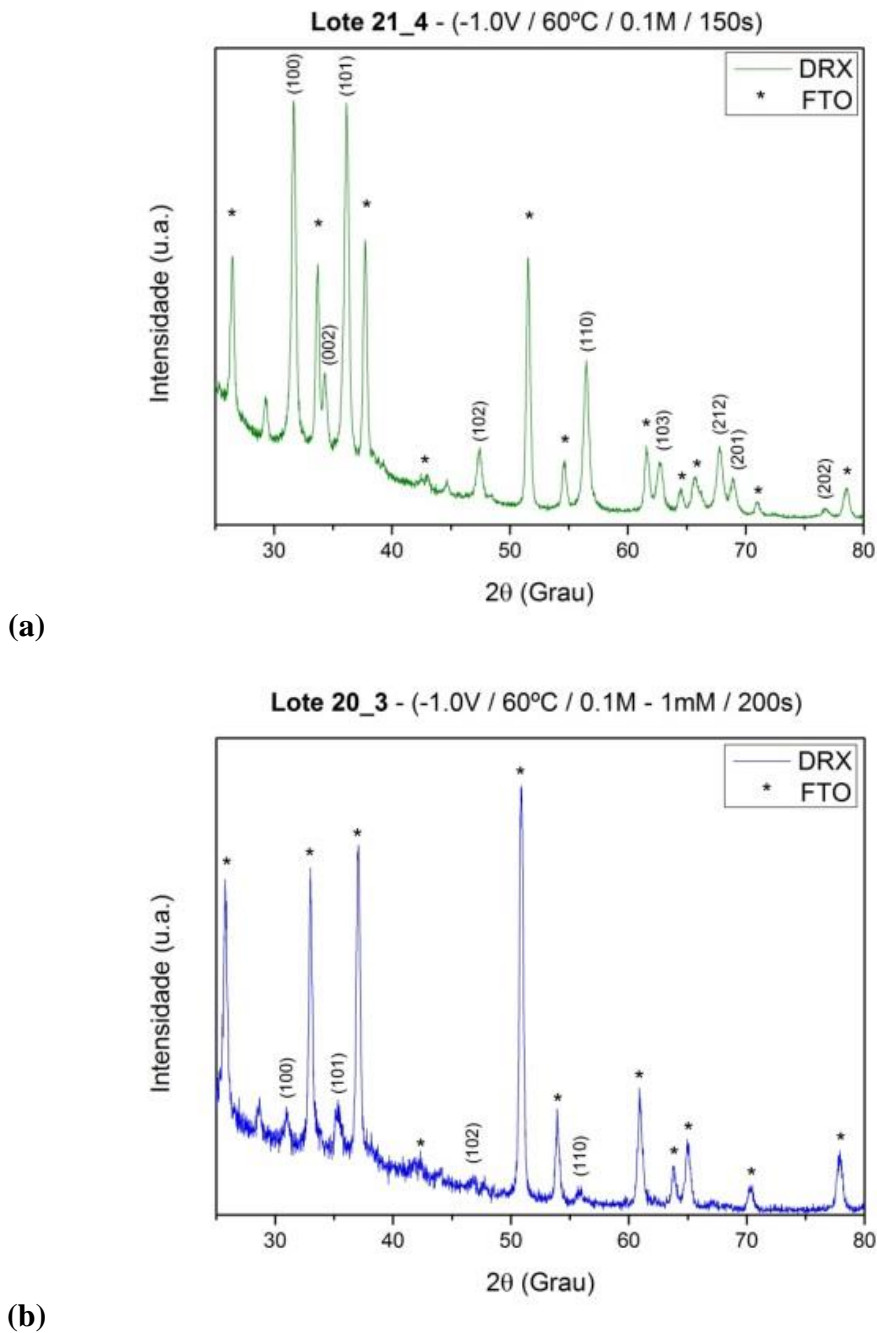 Lote 21_4 - (-1.0V / 60ºC / 0.1M / 150s)
(100)
(101)
DRX
* FTO
*
*
*
*
(002)
(110)
(102)
*
*
*
(103)
*
*
(212)
(201)
*
(202)
*
Intensidade (u.a.)
30 40 50 60 70 80
2θ (Grau)
(a)
Lote 20_3 - (-1.0V / 60ºC / 0.1M - 1mM / 200s)
DRX
* FTO
*
*
*
*
(100)
(101)
*
(102)
*
(110)
*
*
*
*
*
Intensidade (u.a.)
30 40 50 60 70 80
2θ (Grau)
(b)